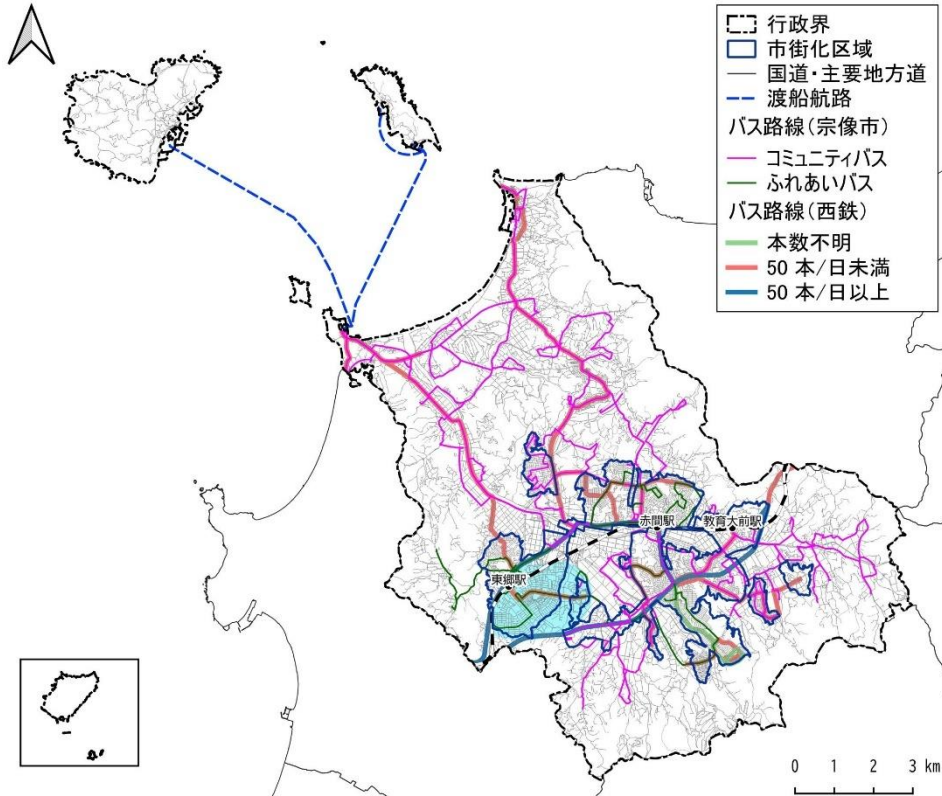 行政界
市街化区域
国道・主要地方道
渡船航路
バス路線(宗像市)
コミュニティバス
ふれあいバス
バス路線(西鉄)
本数不明
50 本/日未満
50 本/日以上
赤間駅
教育大前駅
東郷駅
0 1 2 3 km